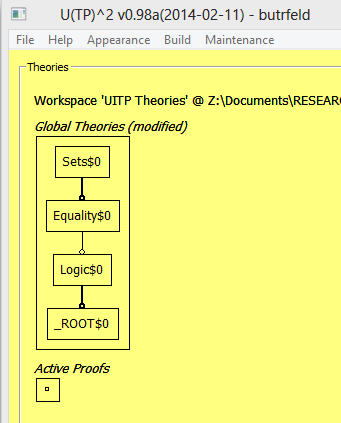 U(TP)^2 v0.98a(2014-02-11) - butrfeld
File Help Appearance Build Maintenance
Theories
Workspace 'UITP Theories' @ Z:\Documents\RESEAR
Global Theories (modified)
Sets$0
Equality$0
Logic$0
_ROOT$0
Active Proofs